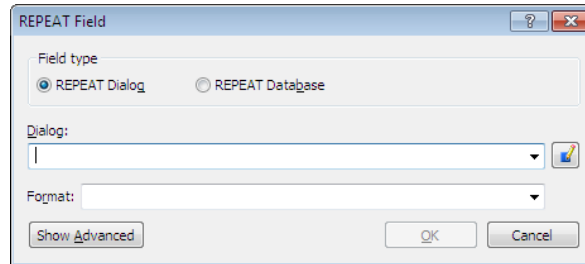 REPEAT Field
Field type
REPEAT Dialog REPEAT Database
Dialog:
Format:
Show Advanced OK Cancel